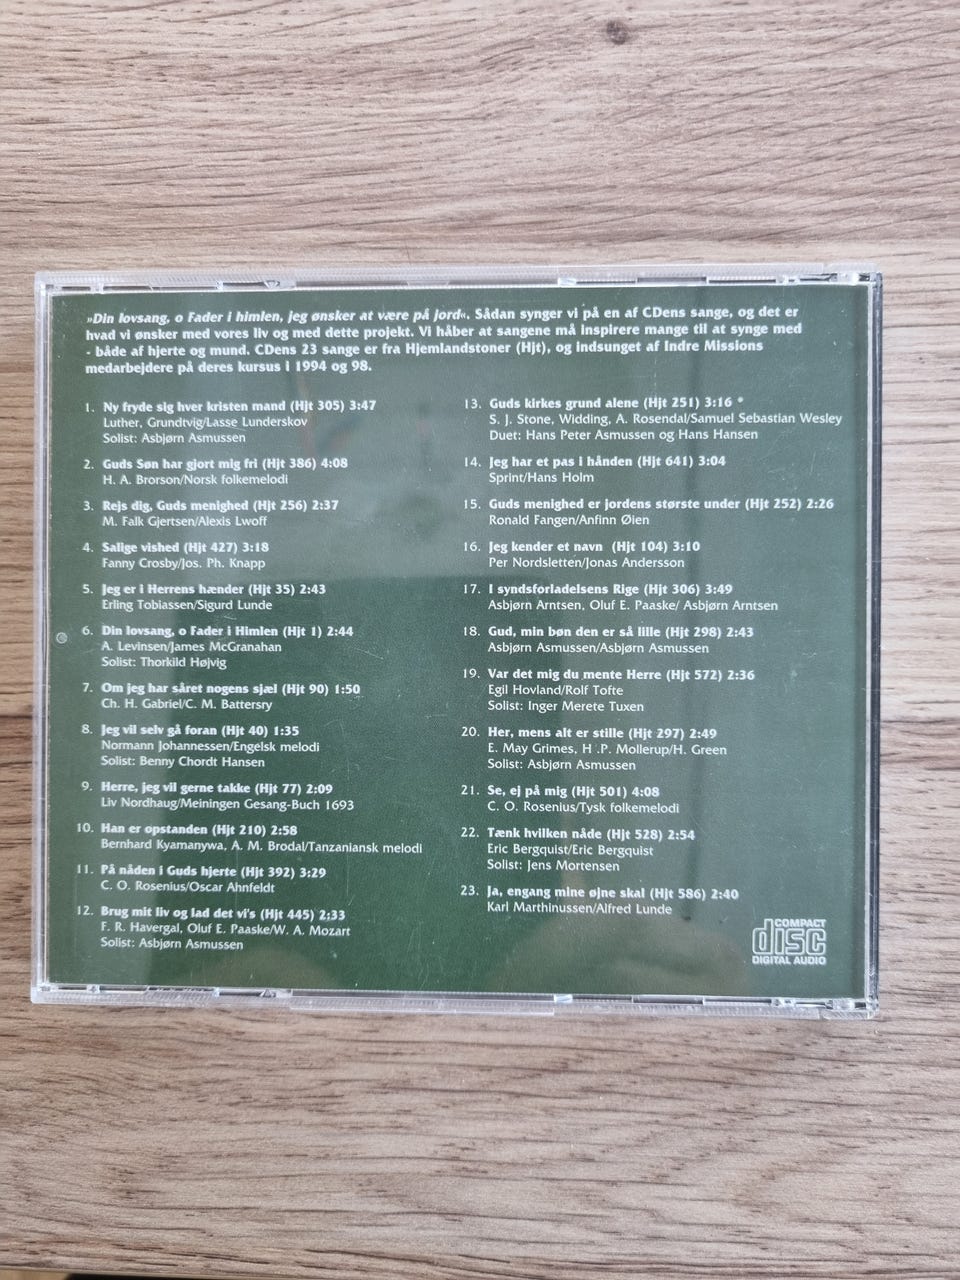 »Din lovsang, o Fader i himlen, jeg ønsker at være på jord«. Sådan synger vi på en af CDens sange, og det er
hvad vi ønsker med vores liv og med dette projekt. Vi håber at sangene må inspirere mange til at synge med
- både af hjerte og mund. CDens 23 sange er fra Hjemlandstoner (Hjt), og indsunget af Indre Missions
medarbejdere på deres kursus i 1994 og 98.
1. Ny fryde sig hver kristen mand (Hjt 305) 3:47
Luther, Grundtvig/Lasse Lunderskov
Solist: Asbjørn Asmussen
2. Guds Søn har gjort mig fri (Hjt 386) 4:08
H. A. Brorson/Norsk folkemelodi
3. Rejs dig, Guds menighed (Hjt 256) 2:37
M. Falk Gjertsen/Alexis Lwoff
4. Salige vished (Hjt 427) 3:18
Fanny Crosby/Jos. Ph. Knapp
5. Jeg er i Herrens hænder (Hjt 35) 2:43
Erling Tobiassen/Sigurd Lunde
6. Din lovsang, o Fader i Himlen (Hjt 1) 2:44
A. Levinsen/James McGranahan
Solist: Thorkild Højvig
7. Om jeg har såret nogens sjæl (Hjt 90) 1:50
Ch. H. Gabriel/C. M. Battersry
8. Jeg vil selv gå foran (Hjt 40) 1:35
Normann Johannessen/Engelsk melodi
Solist: Benny Chordt Hansen
9. Herre, jeg vil gerne takke (Hjt 77) 2:09
Liv Nordhaug/Meiningen Gesang-Buch 1693
10. Han er opstanden (Hjt 210) 2:58
Bernhard Kyamanywa, A. M. Brodal/Tanzaniansk melodi
11. På nåden i Guds hjerte (Hjt 392) 3:29
C. O. Rosenius/Oscar Ahnfeldt
12. Brug mit liv og lad det vi's (Hjt 445) 2:33
F. R. Havergal, Oluf E. Paaske/W. A. Mozart
Solist: Asbjørn Asmussen
13. Guds kirkes grund alene (Hjt 251) 3:16 *
S. J. Stone, Widding, A. Rosendal/Samuel Sebastian Wesley
Duet: Hans Peter Asmussen og Hans Hansen
14. Jeg har et pas i hånden (Hjt 641) 3:04
Sprint/Hans Holm
15. Guds menighed er jordens største under (Hjt 252) 2:26
Ronald Fangen/Anfinn Øien
16. Jeg kender et navn (Hjt 104) 3:10
Per Nordsletten/Jonas Andersson
17. I syndsforladelsens Rige (Hjt 306) 3:49
Asbjørn Arntsen, Oluf E. Paaske/ Asbjørn Arntsen
18. Gud, min bøn den er så lille (Hjt 298) 2:43
Asbjørn Asmussen/Asbjørn Asmussen
19. Var det mig du mente Herre (Hjt 572) 2:36
Egil Hovland/Rolf Tofte
Solist: Inger Merete Tuxen
20. Her, mens alt er stille (Hjt 297) 2:49
E. May Grimes, H .P. Mollerup/H. Green
Solist: Asbjørn Asmussen
21. Se, ej på mig (Hjt 501) 4:08
C. O. Rosenius/Tysk folkemelodi
22. Tænk hvilken nåde (Hjt 528) 2:54
Eric Bergquist/Eric Bergquist
Solist: Jens Mortensen
23. Ja, engang mine øjne skal (Hjt 586) 2:40
Karl Marthinussen/Alfred Lunde
COMPACT
disc
DIGITAL AUDIO